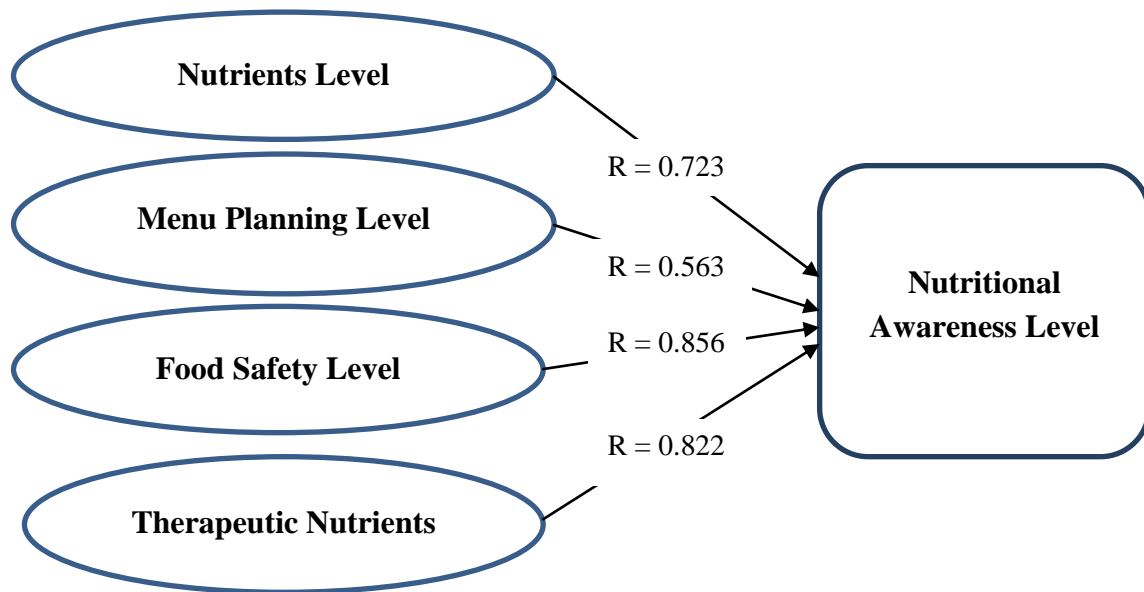 Nutrients Level
R = 0.723
Menu Planning Level
R = 0.563
Nutritional
Awareness Level
R = 0.856
Food Safety Level
R = 0.822
Therapeutic Nutrients